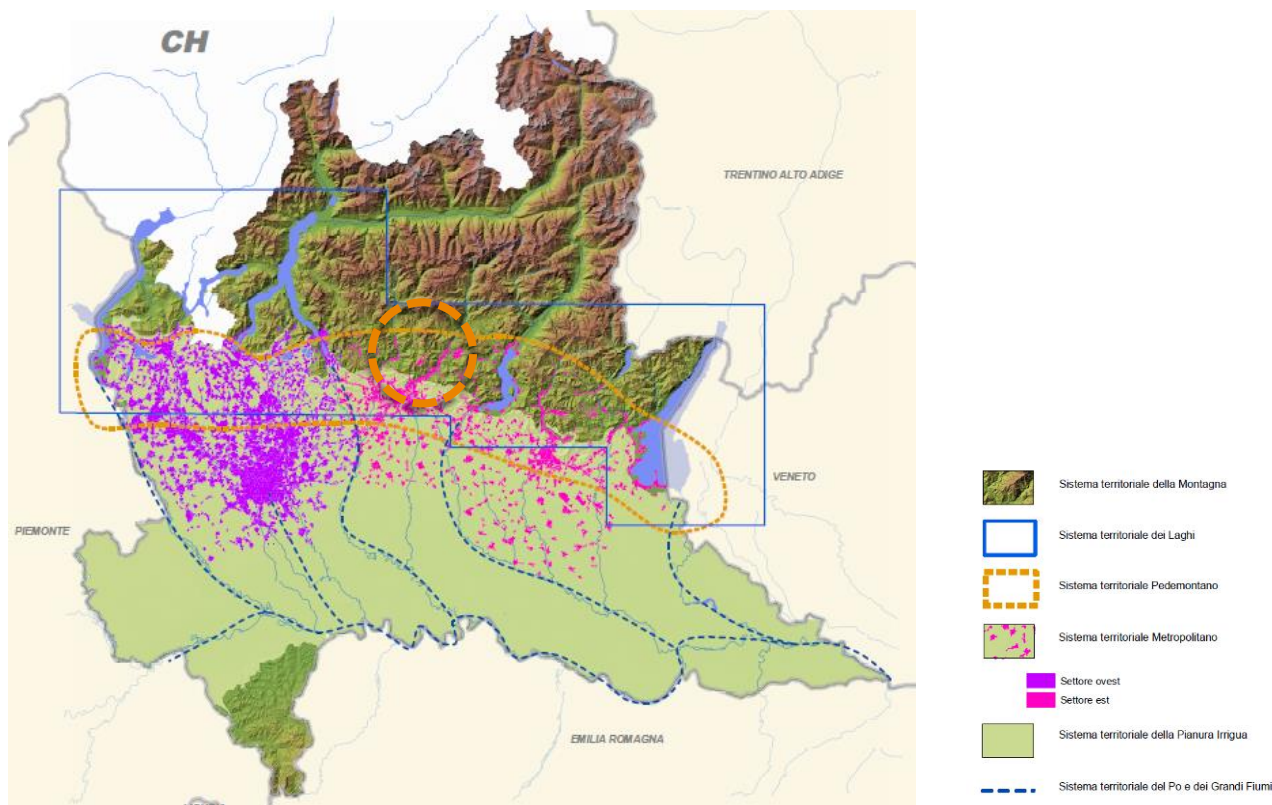 CH
TRENTINO ALTO ADIGE
VENETO
PIEMONTE
EMILIA ROMAGNA
Sistema territoriale della Montagna
Sistema territoriale dei Laghi
Sistema territoriale Pedemontano
Sistema territoriale Metropolitano
Settore ovest
Settore est
Sistema territoriale della Pianura Irrigua
Sistema territoriale del Po e dei Grandi Fiumi